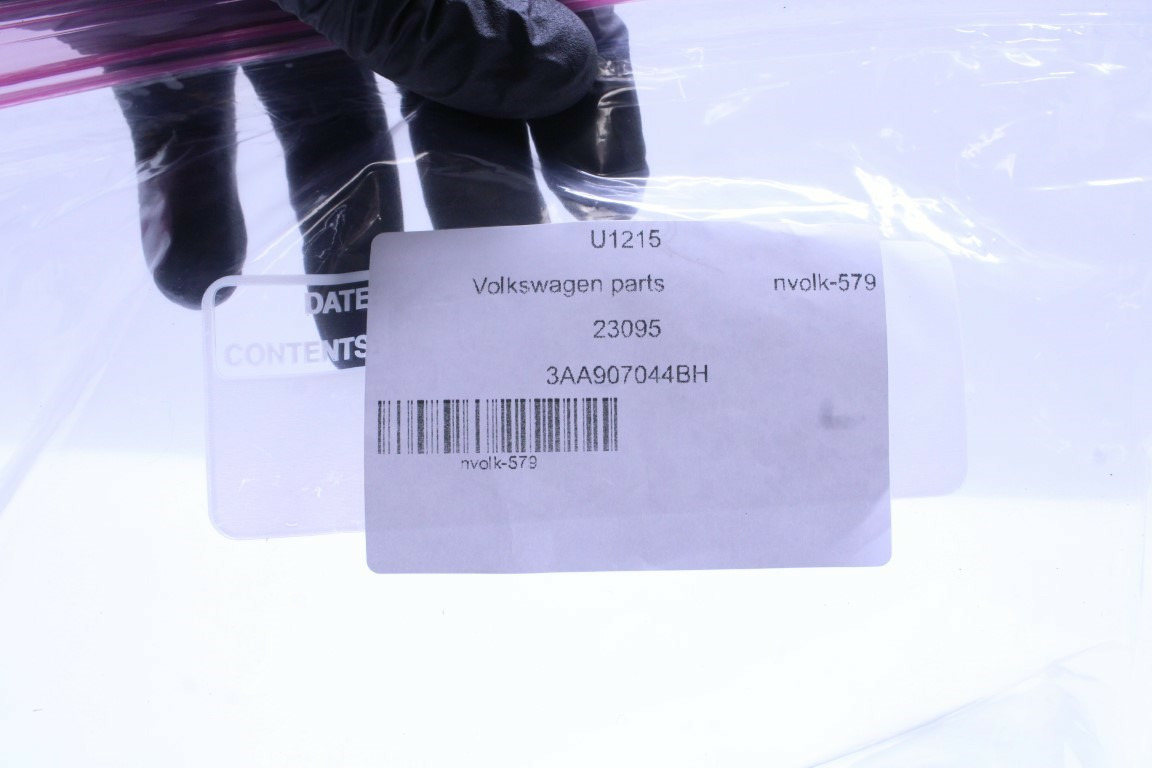 U1215
Volkswagen parts nvolk-579
23095
3AA907044BH
nvolk-579
DATE
CONTENTS